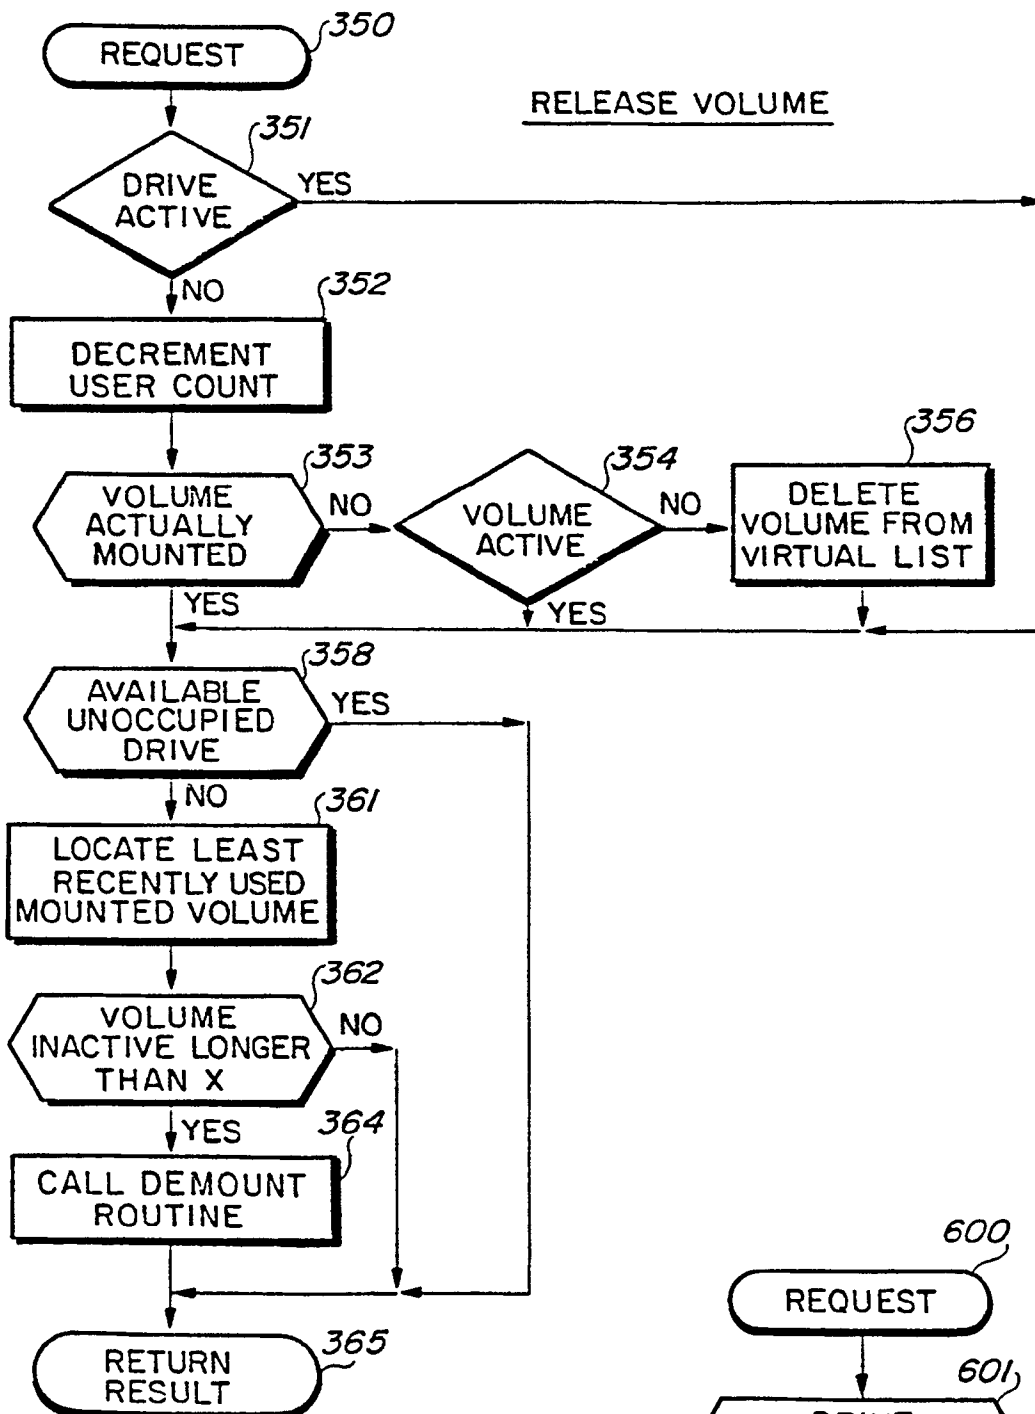 350
REQUEST
RELEASE VOLUME
351
DRIVE
ACTIVE
YES
NO
352
DECREMENT
USER COUNT
353
VOLUME
ACTUALLY
MOUNTED
NO
YES
354
VOLUME
ACTIVE
NO
YES
356
DELETE
VOLUME FROM
VIRTUAL LIST
358
AVAILABLE
UNOCCUPIED
DRIVE
YES
NO
361
LOCATE LEAST
RECENTLY USED
MOUNTED VOLUME
362
VOLUME
INACTIVE LONGER
THAN X
NO
YES
364
CALL DEMOUNT
ROUTINE
365
RETURN
RESULT
600
REQUEST
601
DRIVE